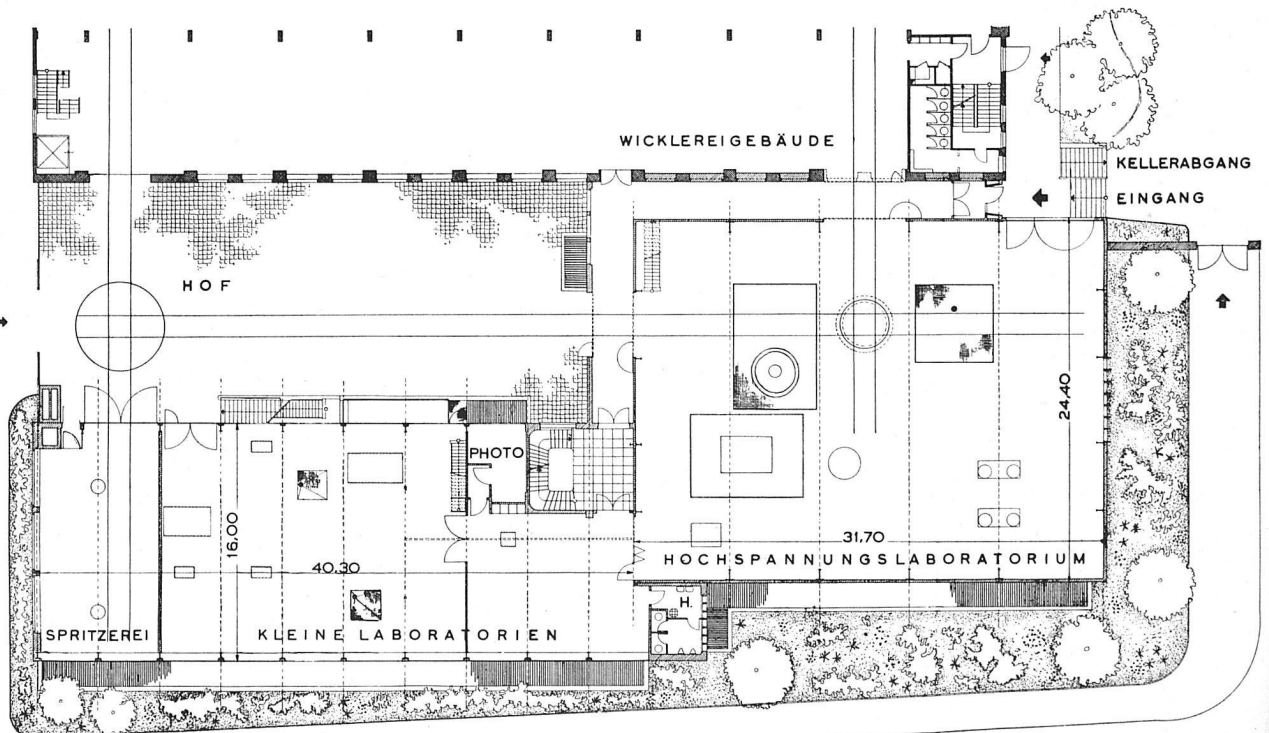 WICKLEREIGEBÄUDE
KELLERABGANG
EINGANG
HOF
24.40
PHOTO
16.00
31.70
HOCHSPANNUNGSLABORATORIUM
40.30
H.
SPRITZEREI
KLEINE LABORATORIEN